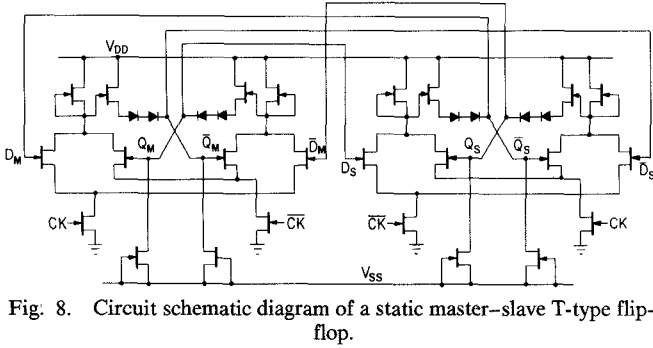 V_DD
D_M Q_M Q̅_M D̅_M D_S Q_S Q̅_S D̅_S
CK C̅K̅ C̅K̅ CK
V_SS
Fig. 8. Circuit schematic diagram of a static master–slave T-type flip-
flop.